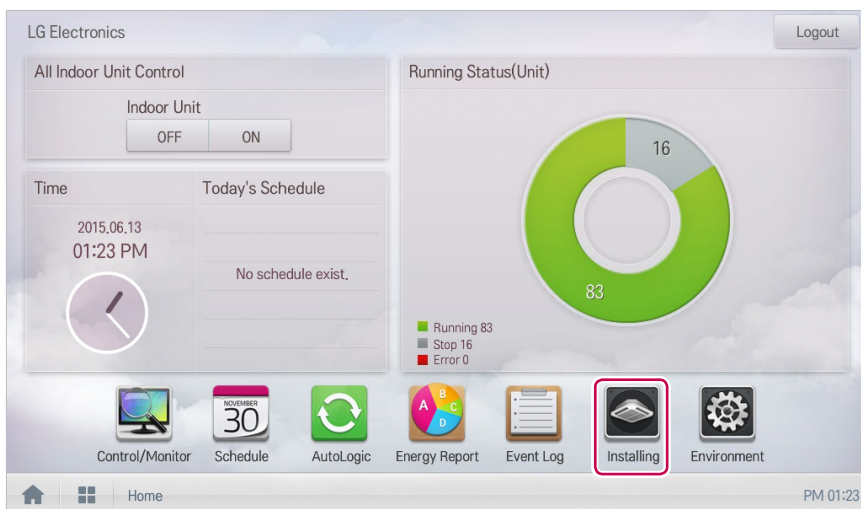 LG Electronics
Logout
All Indoor Unit Control
Indoor Unit
OFF ON
Running Status(Unit)
16
83
Running 83
Stop 16
Error 0
Time
2015.06.13
01:23 PM
Today's Schedule
No schedule exist.
NOVEMBER
30
A B C D
Control/Monitor Schedule AutoLogic Energy Report Event Log Installing Environment
Home PM 01:23